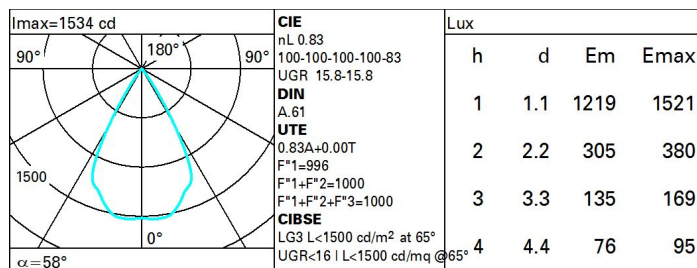 Imax=1534 cd
90° 180° 90°
1500
0°
α=58°
CIE
nL 0.83
100-100-100-100-83
UGR 15.8-15.8
DIN
A.61
UTE
0.83A+0.00T
F"1=996
F"1+F"2=1000
F"1+F"2+F"3=1000
CIBSE
LG3 L<1500 cd/m² at 65°
UGR<16 | L<1500 cd/mq @65°
Lux
h d Em Emax
1 1.1 1219 1521
2 2.2 305 380
3 3.3 135 169
4 4.4 76 95